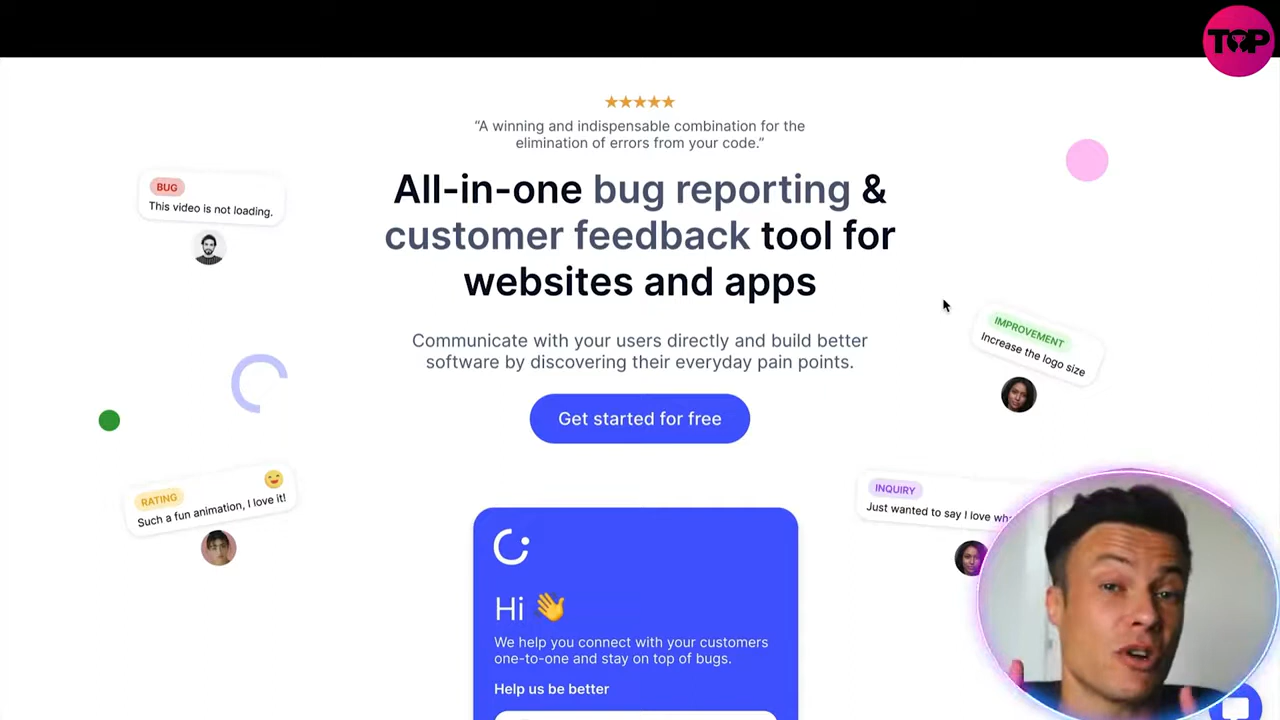 TOP
★★★★★
“A winning and indispensable combination for the
elimination of errors from your code.”
All-in-one bug reporting &
customer feedback tool for
websites and apps
Communicate with your users directly and build better
software by discovering their everyday pain points.
Get started for free
BUG
This video is not loading.
IMPROVEMENT
Increase the logo size
RATING
Such a fun animation, I love it!
INQUIRY
Just wanted to say I love
Hi 👋
We help you connect with your customers
one-to-one and stay on top of bugs.
Help us be better